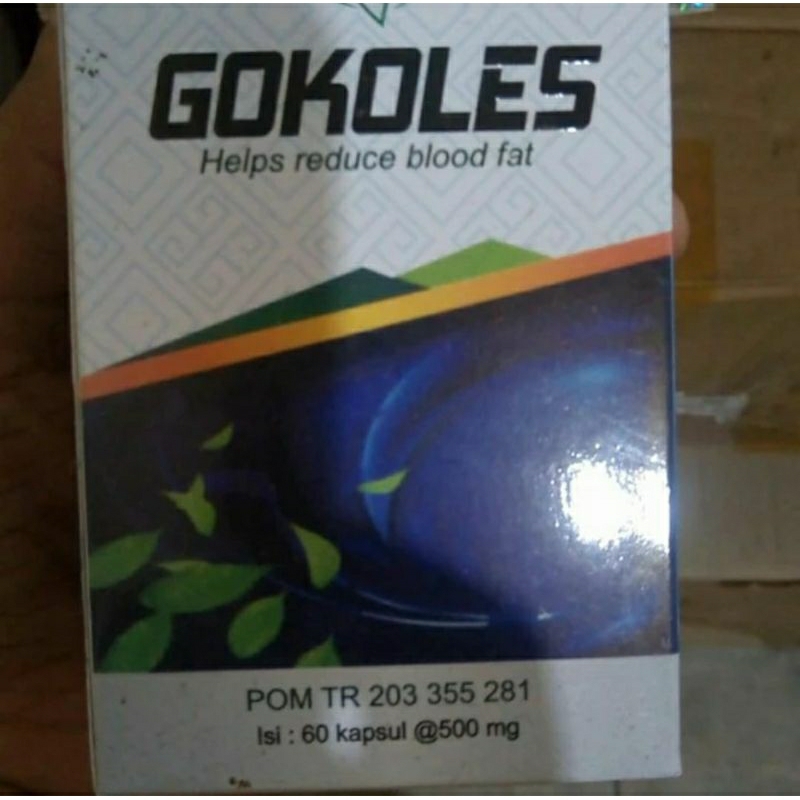 GOKOLES
Helps reduce blood fat
POM TR 203 355 281
Isi : 60 kapsul @500 mg